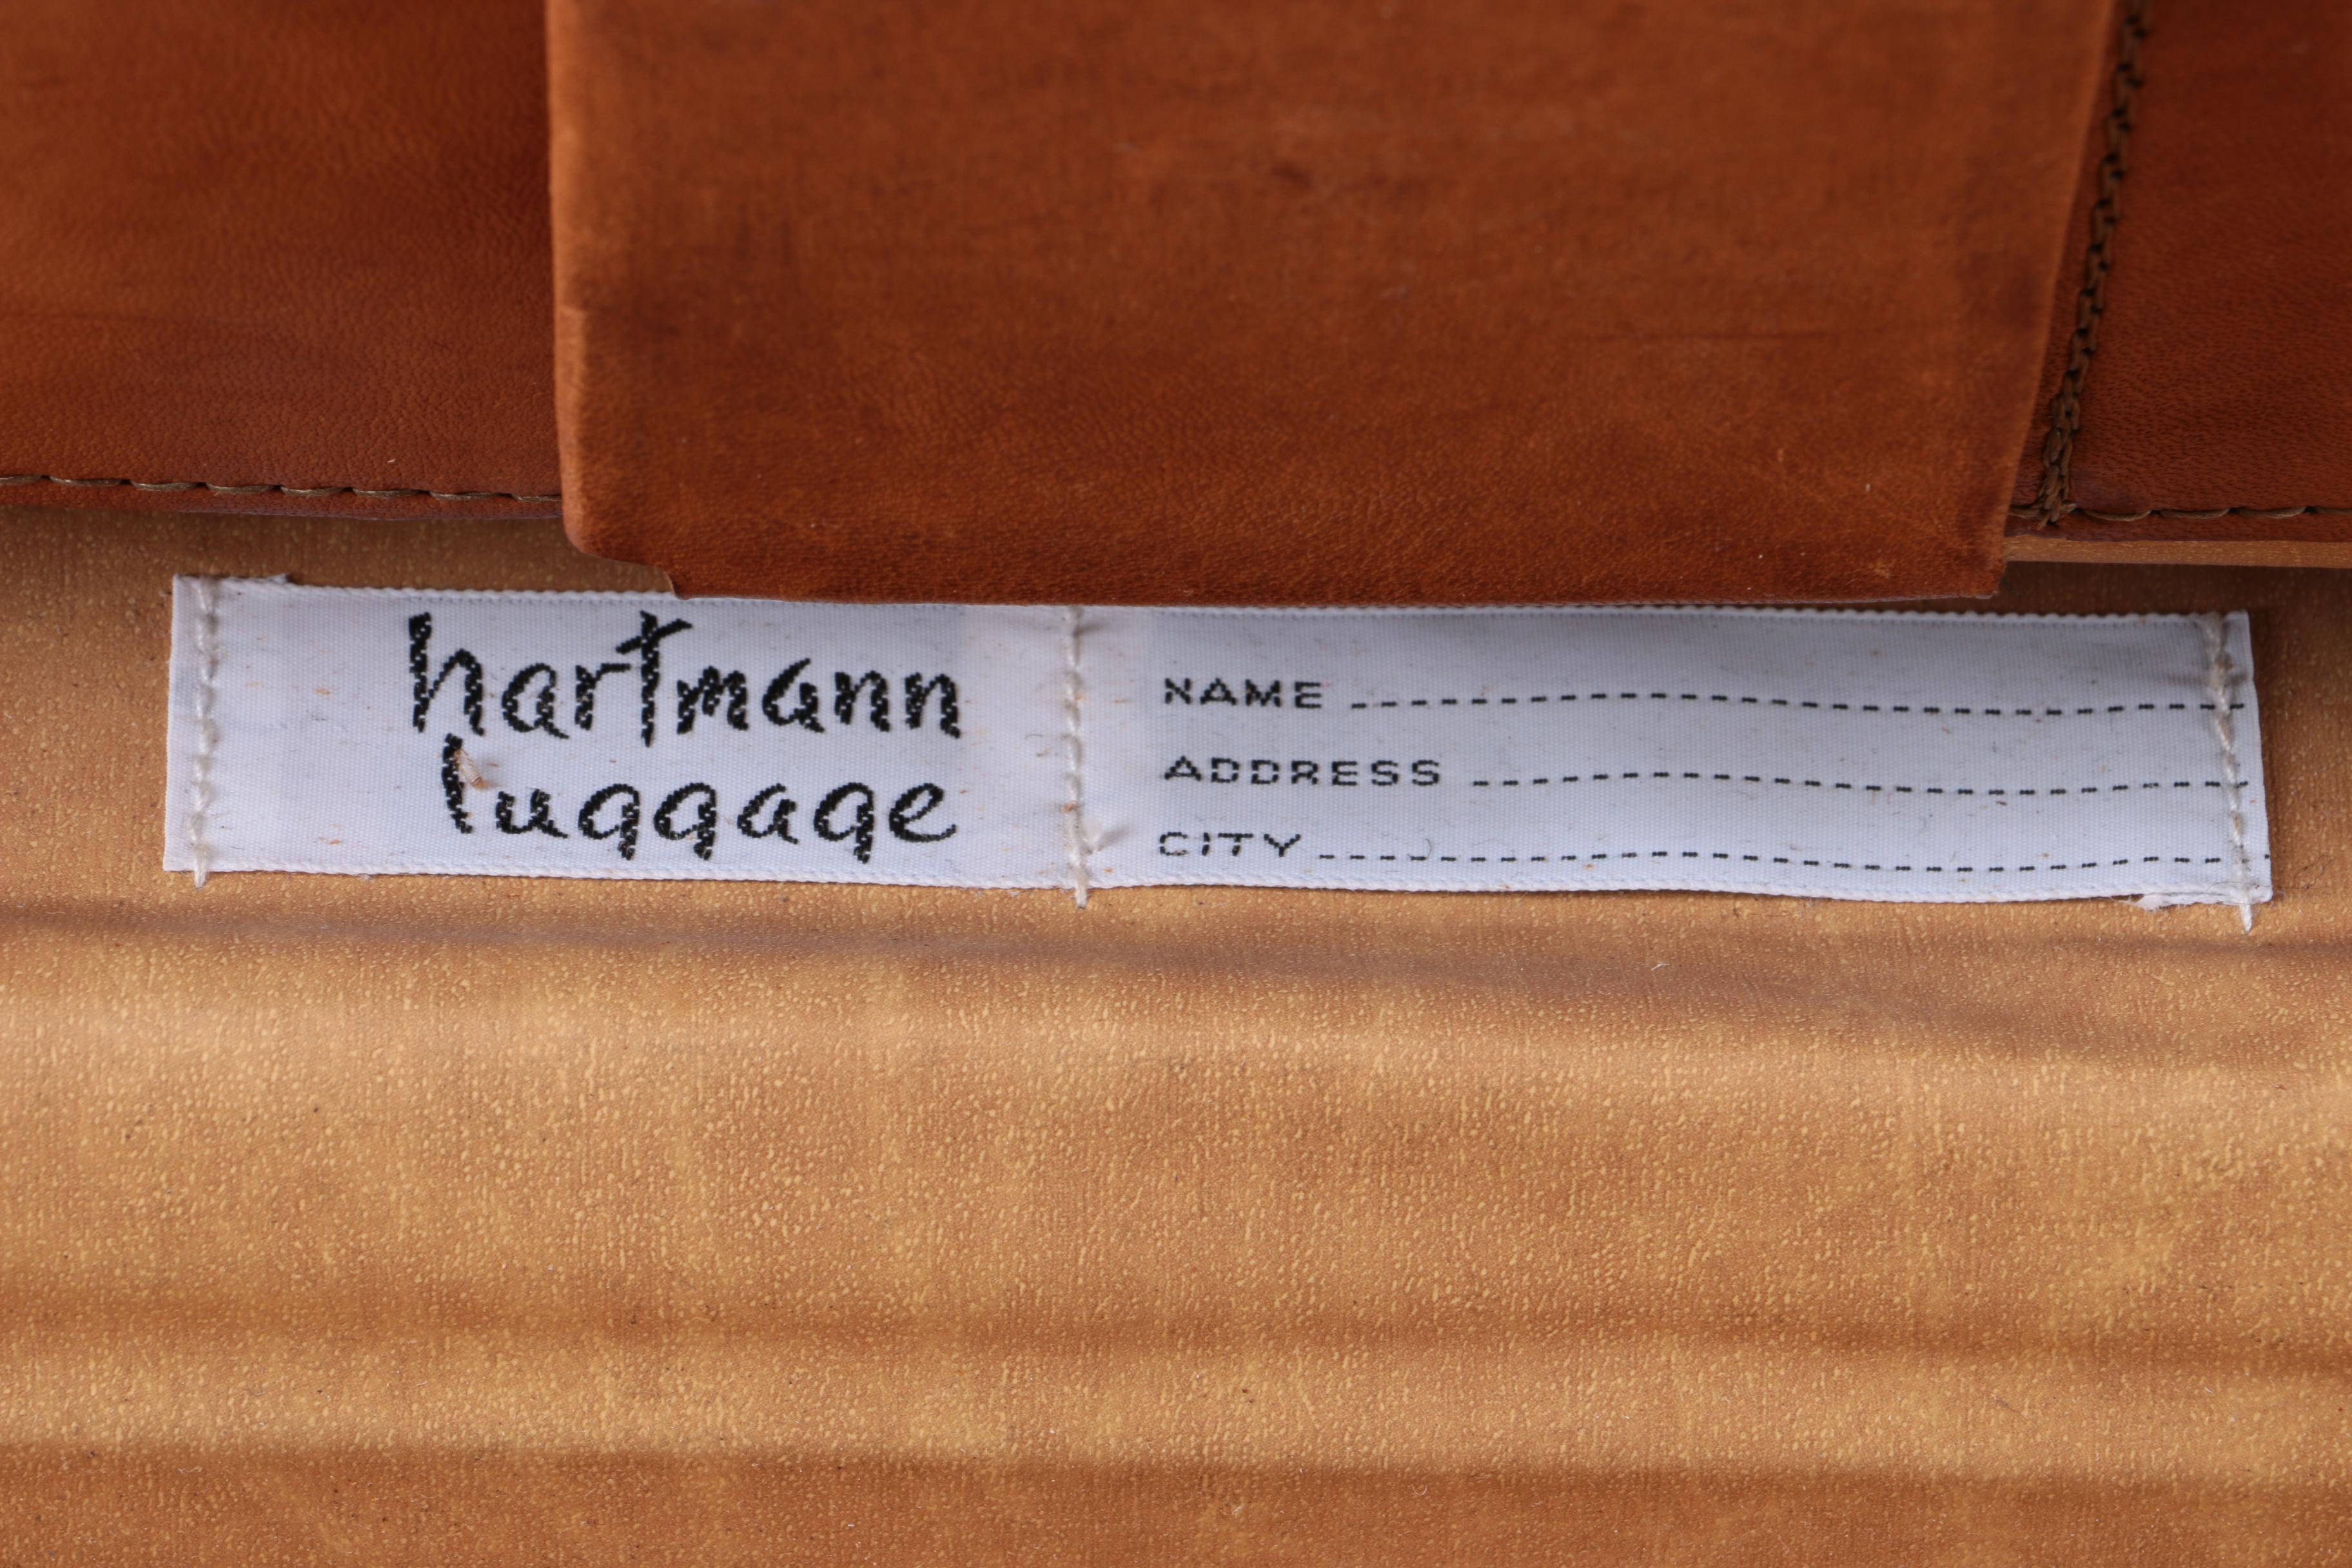 hartmann
luggage
NAME
ADDRESS
CITY